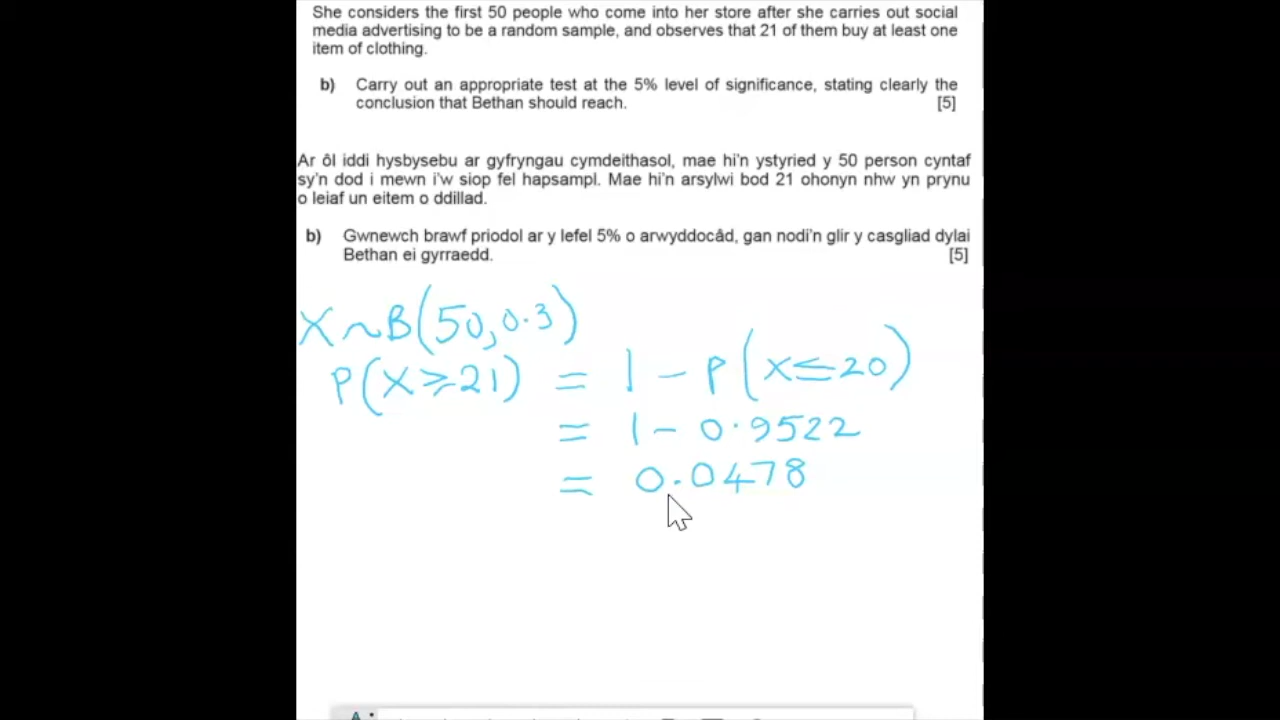 She considers the first 50 people who come into her store after she carries out social
media advertising to be a random sample, and observes that 21 of them buy at least one
item of clothing.
b) Carry out an appropriate test at the 5% level of significance, stating clearly the
conclusion that Bethan should reach. [5]
Ar ôl iddi hysbysebu ar gyfryngau cymdeithasol, mae hi'n ystyried y 50 person cyntaf
sy'n dod i mewn i'w siop fel hapsampl. Mae hi'n arsylwi bod 21 ohonyn nhw yn prynu
o leiaf un eitem o ddillad.
b) Gwnewch brawf priodol ar y lefel 5% o arwyddocâd, gan nodi'n glir y casgliad dylai
Bethan ei gyrraedd. [5]
X~B(50,0.3)
P(X≥21) = 1 - P(X≤20)
= 1 - 0.9522
= 0.0478